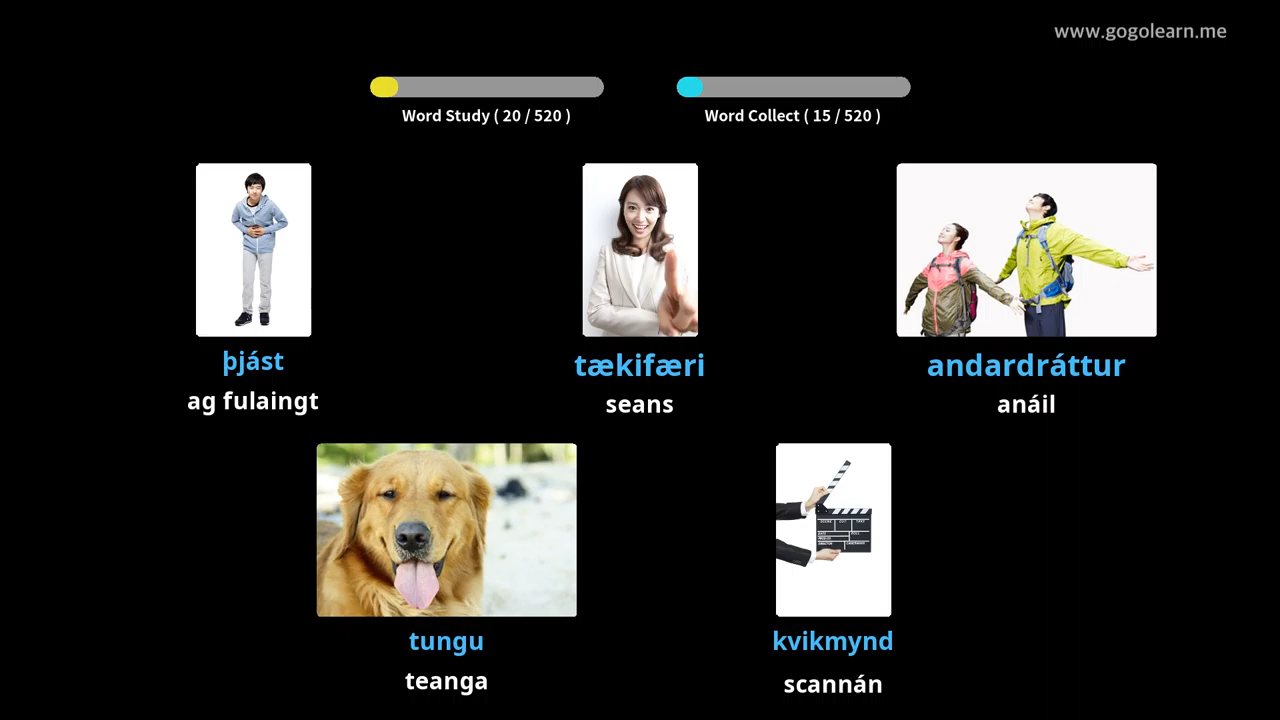 www.gogolearn.me
Word Study ( 20 / 520 )
Word Collect ( 15 / 520 )
þjást
ag fulaingt
tækifæri
seans
andardráttur
anáil
tungu
teanga
kvikmynd
scannán